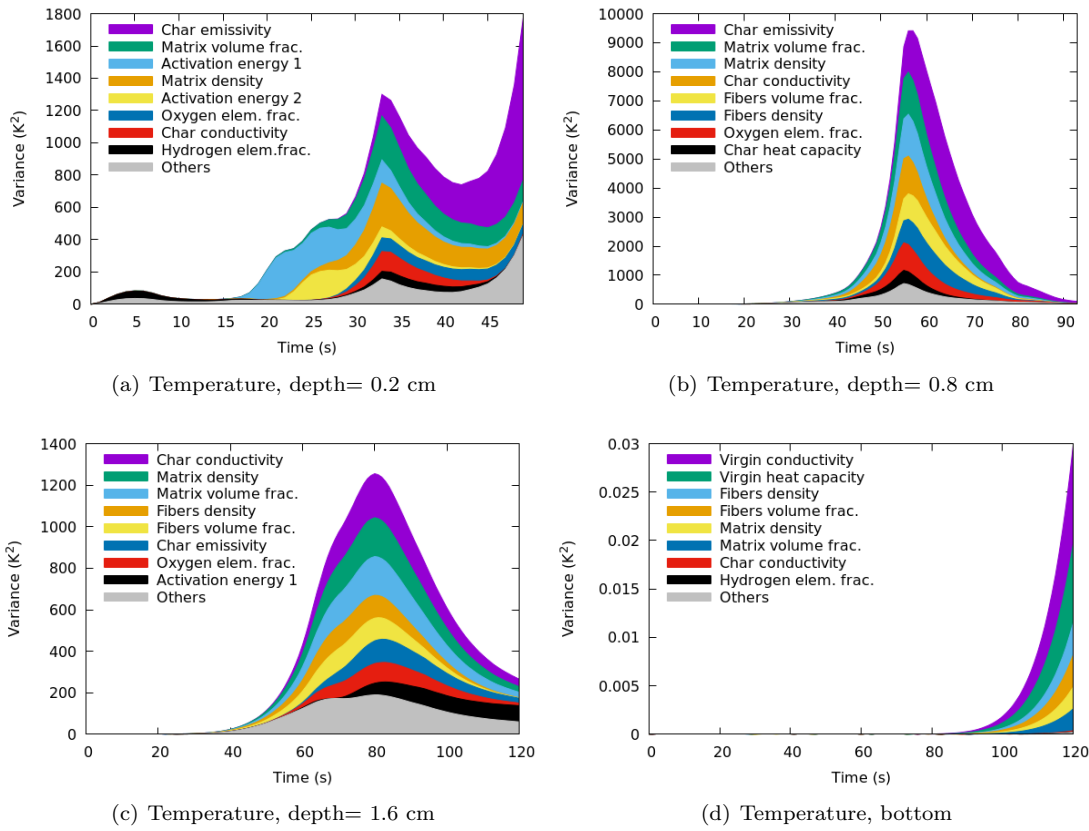 1800
1600
1400
1200
1000
800
600
400
200
0
Variance (K²)
Char emissivity
Matrix volume frac.
Activation energy 1
Matrix density
Activation energy 2
Oxygen elem. frac.
Char conductivity
Hydrogen elem.frac.
Others
0 5 10 15 20 25 30 35 40 45
Time (s)
(a) Temperature, depth= 0.2 cm
10000
9000
8000
7000
6000
5000
4000
3000
2000
1000
0
Variance (K²)
Char emissivity
Matrix volume frac.
Matrix density
Char conductivity
Fibers volume frac.
Fibers density
Oxygen elem. frac.
Char heat capacity
Others
0 10 20 30 40 50 60 70 80 90
Time (s)
(b) Temperature, depth= 0.8 cm
1400
1200
1000
800
600
400
200
0
Variance (K²)
Char conductivity
Matrix density
Matrix volume frac.
Fibers density
Fibers volume frac.
Char emissivity
Oxygen elem. frac.
Activation energy 1
Others
0 20 40 60 80 100 120
Time (s)
(c) Temperature, depth= 1.6 cm
0.03
0.025
0.02
0.015
0.01
0.005
0
Variance (K²)
Virgin conductivity
Virgin heat capacity
Fibers density
Fibers volume frac.
Matrix density
Matrix volume frac.
Char conductivity
Hydrogen elem. frac.
Others
0 20 40 60 80 100 120
Time (s)
(d) Temperature, bottom